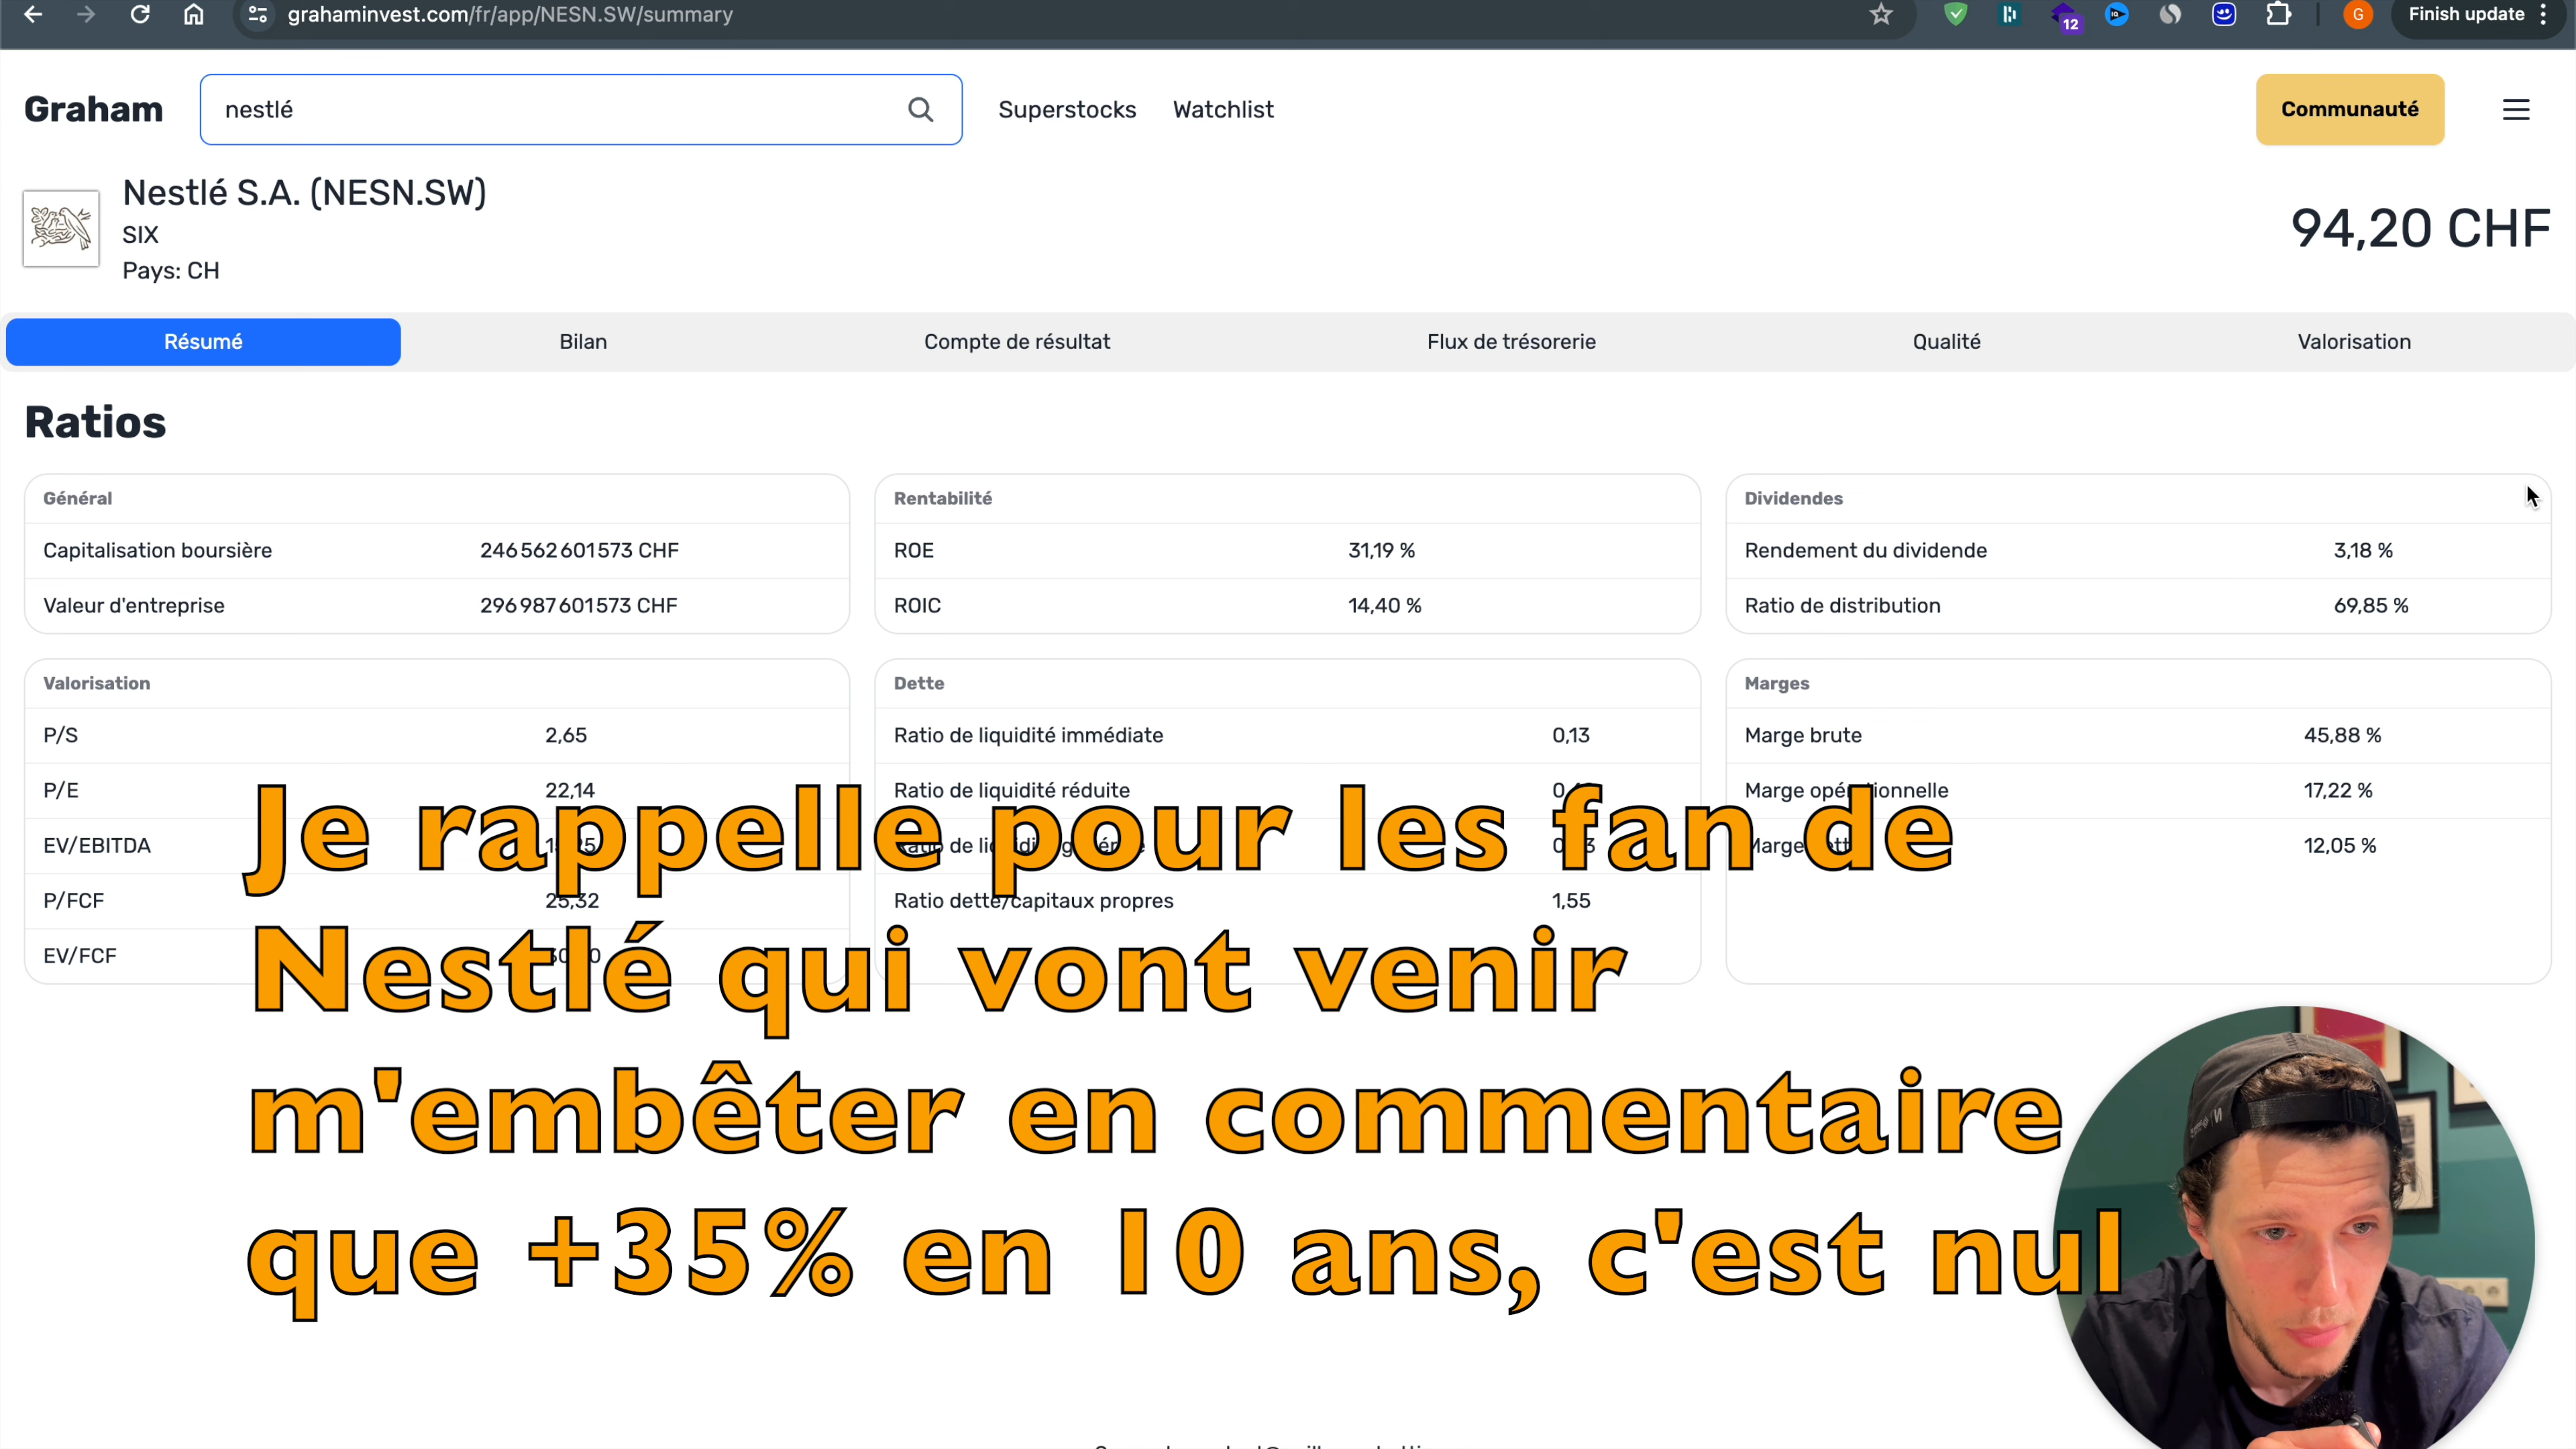 grahaminvest.com/fr/app/NESN.SW/summary
12
G
Finish update
Graham
nestlé
Superstocks
Watchlist
Communauté
Nestlé S.A. (NESN.SW)
SIX
Pays: CH
94,20 CHF
Résumé
Bilan
Compte de résultat
Flux de trésorerie
Qualité
Valorisation
Ratios
Général
Capitalisation boursière 246 562 601 573 CHF
Valeur d'entreprise 296 987 601 573 CHF
Rentabilité
ROE 31,19 %
ROIC 14,40 %
Dividendes
Rendement du dividende 3,18 %
Ratio de distribution 69,85 %
Valorisation
P/S 2,65
P/E 22,14
EV/EBITDA
P/FCF 25,32
EV/FCF
Dette
Ratio de liquidité immédiate 0,13
Ratio de liquidité réduite
Ratio dette/capitaux propres 1,55
Marges
Marge brute 45,88 %
Marge opérationnelle 17,22 %
Marge 12,05 %
Je rappelle pour les fan de
Nestlé qui vont venir
m'embêter en commentaire
que +35% en 10 ans, c'est nul